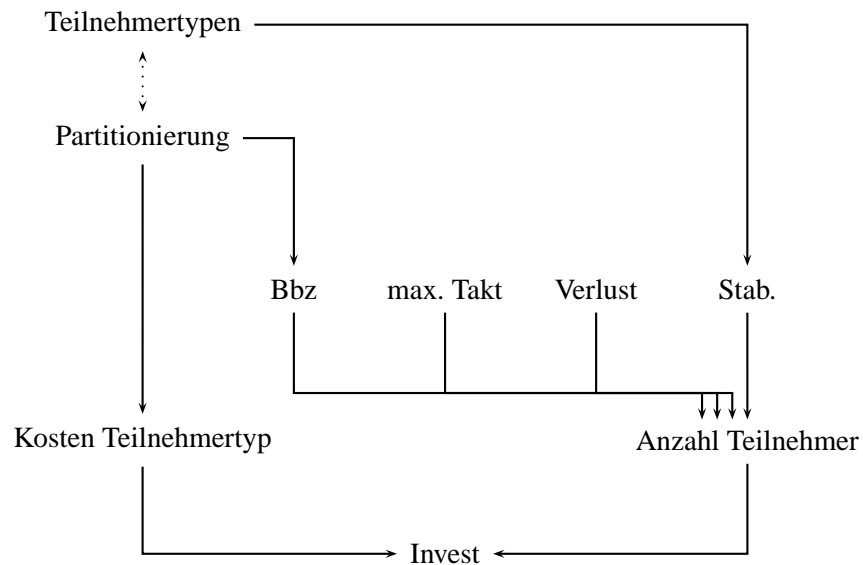 Teilnehmertypen
Partitionierung
Bbz max. Takt Verlust Stab.
Kosten Teilnehmertyp Anzahl Teilnehmer
Invest